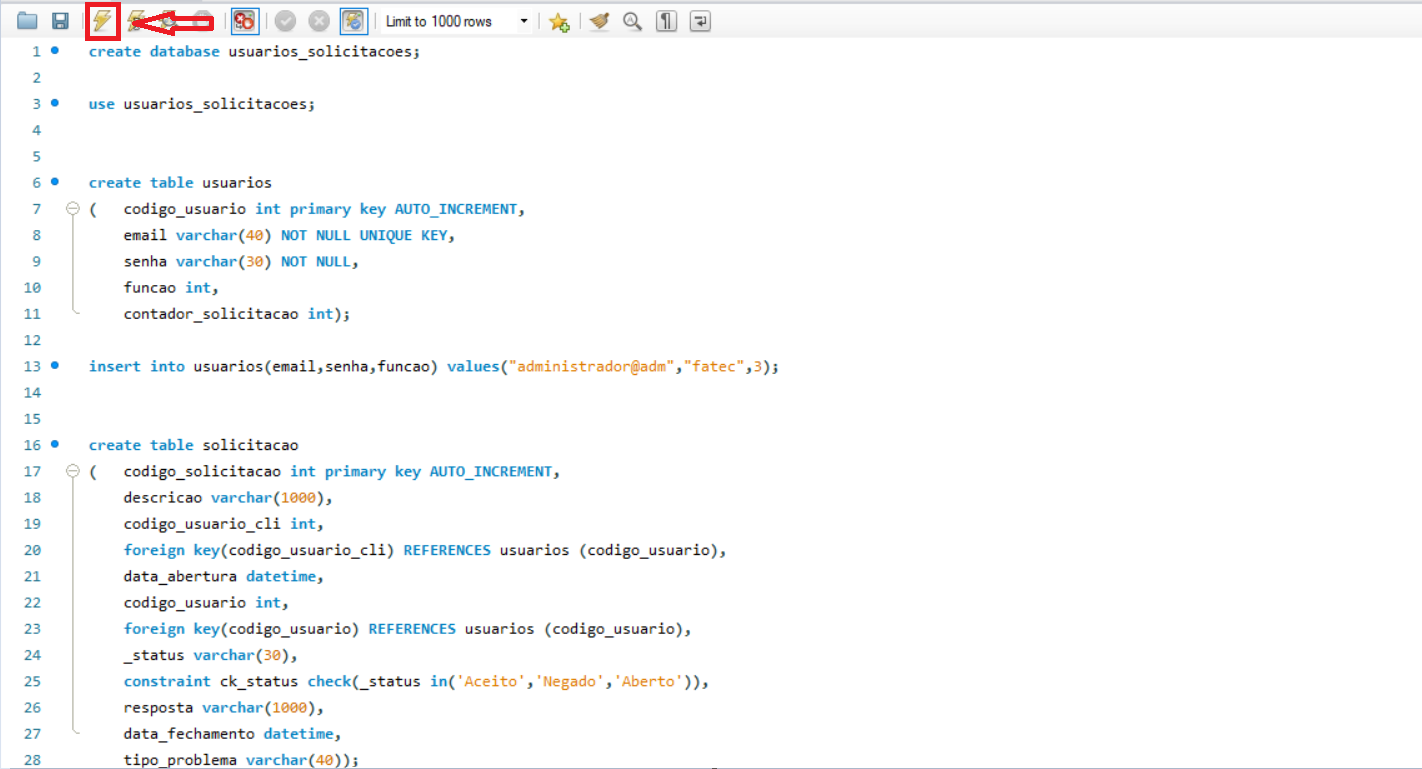 Limit to 1000 rows
1 create database usuarios_solicitacoes;
2
3 use usuarios_solicitacoes;
4
5
6 create table usuarios
7 ( codigo_usuario int primary key AUTO_INCREMENT,
8 email varchar(40) NOT NULL UNIQUE KEY,
9 senha varchar(30) NOT NULL,
10 funcao int,
11 contador_solicitacao int);
12
13 insert into usuarios(email,senha,funcao) values("administrador@adm","fatec",3);
14
15
16 create table solicitacao
17 ( codigo_solicitacao int primary key AUTO_INCREMENT,
18 descricao varchar(1000),
19 codigo_usuario_cli int,
20 foreign key(codigo_usuario_cli) REFERENCES usuarios (codigo_usuario),
21 data_abertura datetime,
22 codigo_usuario int,
23 foreign key(codigo_usuario) REFERENCES usuarios (codigo_usuario),
24 _status varchar(30),
25 constraint ck_status check(_status in('Aceito','Negado','Aberto')),
26 resposta varchar(1000),
27 data_fechamento datetime,
28 tipo_problema varchar(40));